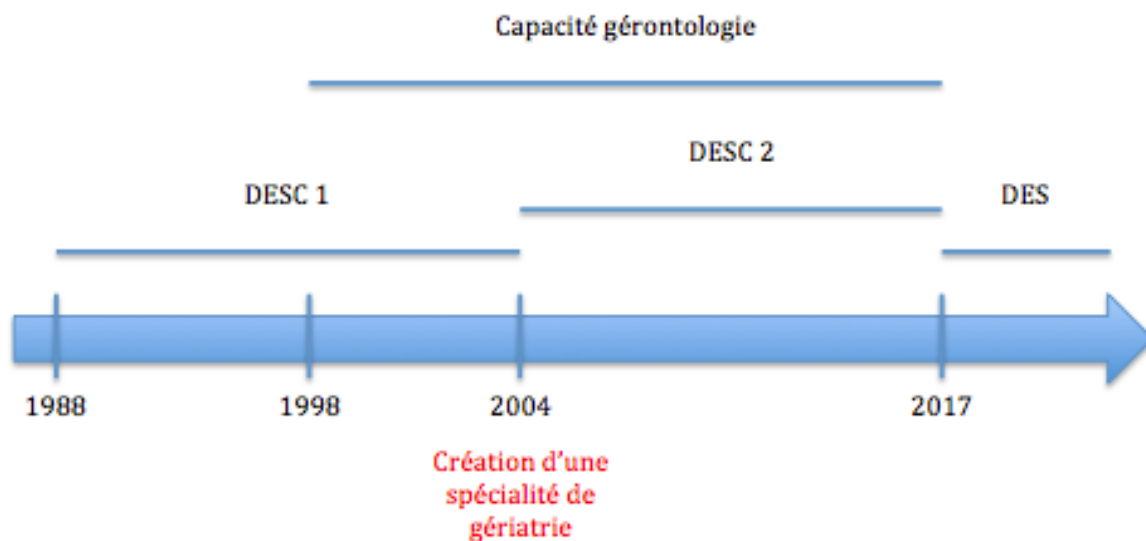 Capacité gérontologie
DESC 2
DESC 1
DES
1988
1998
2004
2017
Création d'une
spécialité de
gériatrie